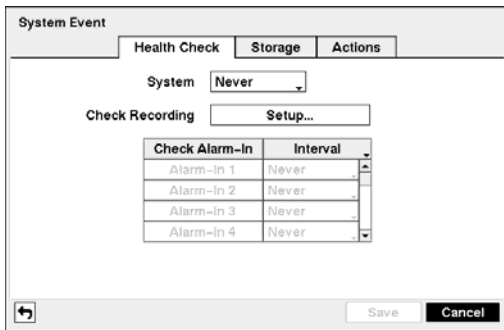 System Event
Health Check Storage Actions
System Never
Check Recording Setup...
Check Alarm-In Interval
Alarm-In 1 Never
Alarm-In 2 Never
Alarm-In 3 Never
Alarm-In 4 Never
Save Cancel